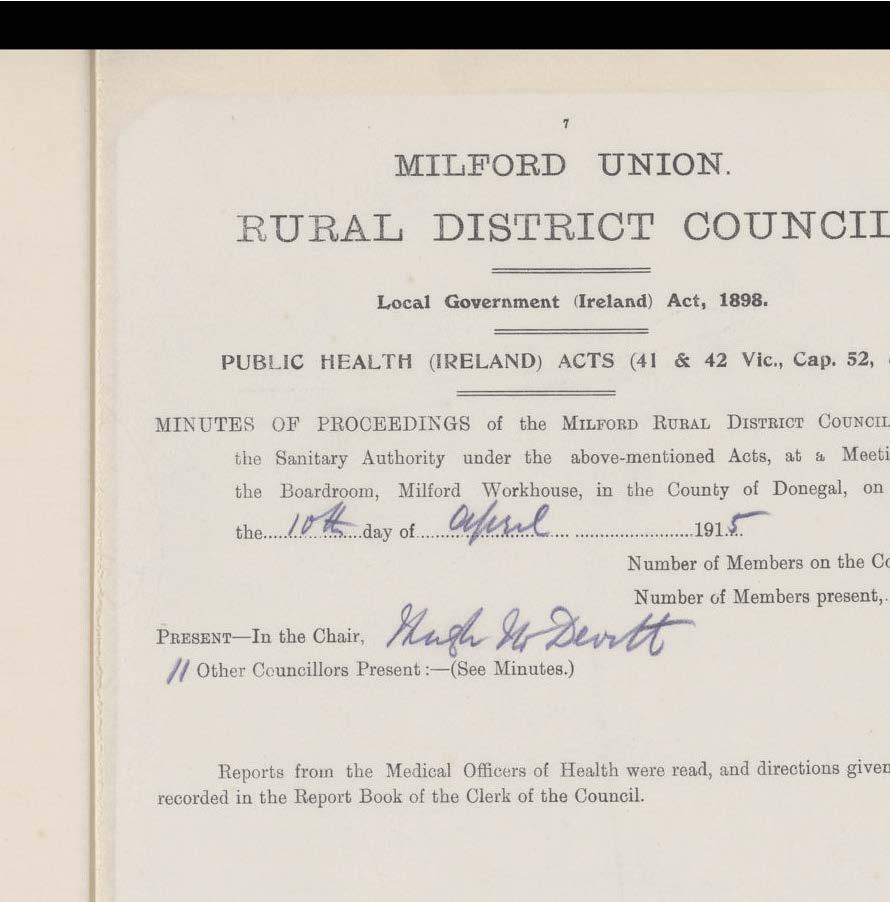 7
MILFORD UNION.
RURAL DISTRICT COUNCIL
Local Government (Ireland) Act, 1898.
PUBLIC HEALTH (IRELAND) ACTS (41 & 42 Vic., Cap. 52,
MINUTES OF PROCEEDINGS of the MILFORD RURAL DISTRICT COUNCIL
the Sanitary Authority under the above-mentioned Acts, at a Meeti
the Boardroom, Milford Workhouse, in the County of Donegal, on
the 10th day of April 1915
Number of Members on the Co
Number of Members present,
PRESENT—In the Chair, Hugh McDevitt
11 Other Councillors Present:—(See Minutes.)
Reports from the Medical Officers of Health were read, and directions given
recorded in the Report Book of the Clerk of the Council.